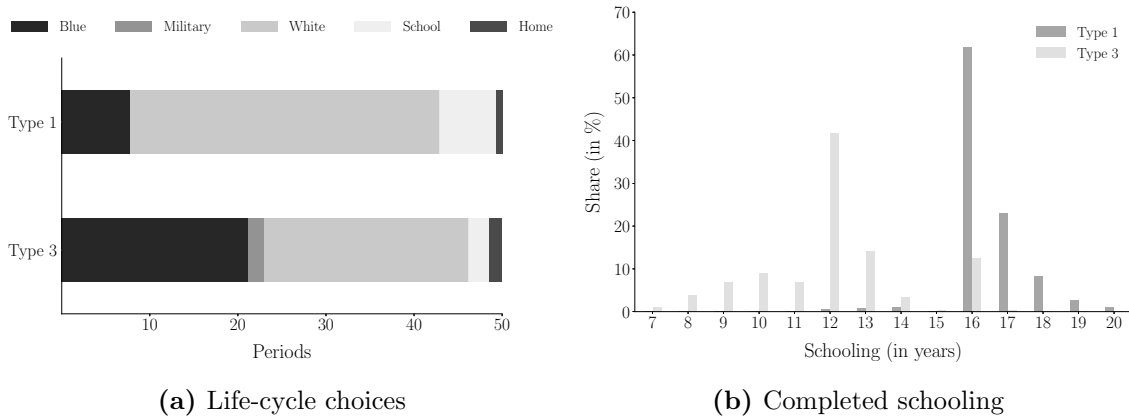 Blue Military White School Home
Type 1
Type 3
10 20 30 40 50
Periods
(a) Life-cycle choices
70
60
50
40
30
20
10
0
Share (in %)
Type 1
Type 3
7 8 9 10 11 12 13 14 15 16 17 18 19 20
Schooling (in years)
(b) Completed schooling